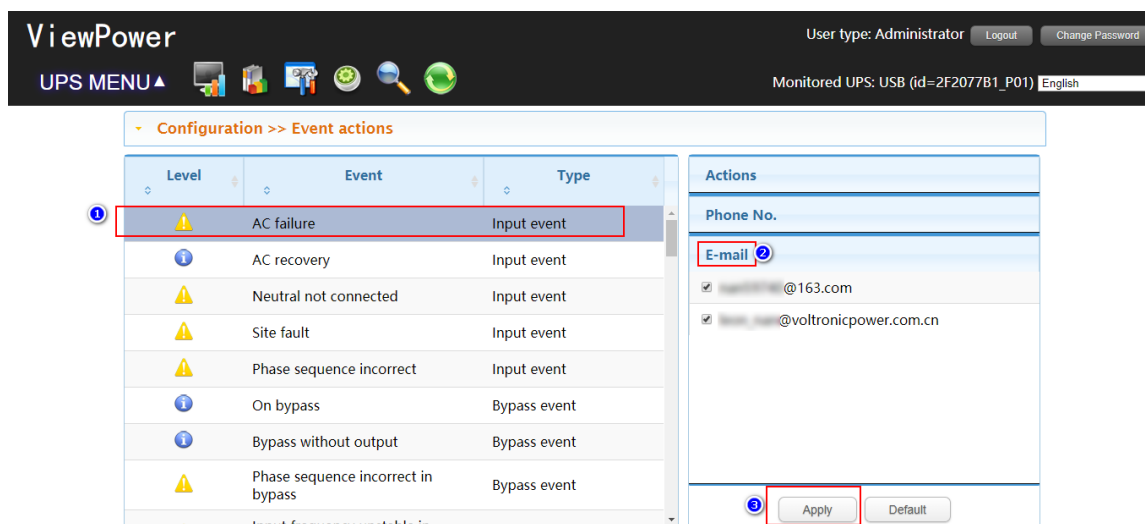 ViewPower
User type: Administrator Logout Change Password
UPS MENU▲
Monitored UPS: USB (id=2F2077B1_P01) English
Configuration >> Event actions
Level Event Type
1 AC failure Input event
AC recovery Input event
Neutral not connected Input event
Site fault Input event
Phase sequence incorrect Input event
On bypass Bypass event
Bypass without output Bypass event
Phase sequence incorrect in
bypass Bypass event
Actions
Phone No.
E-mail 2
@163.com
@voltronicpower.com.cn
3 Apply Default